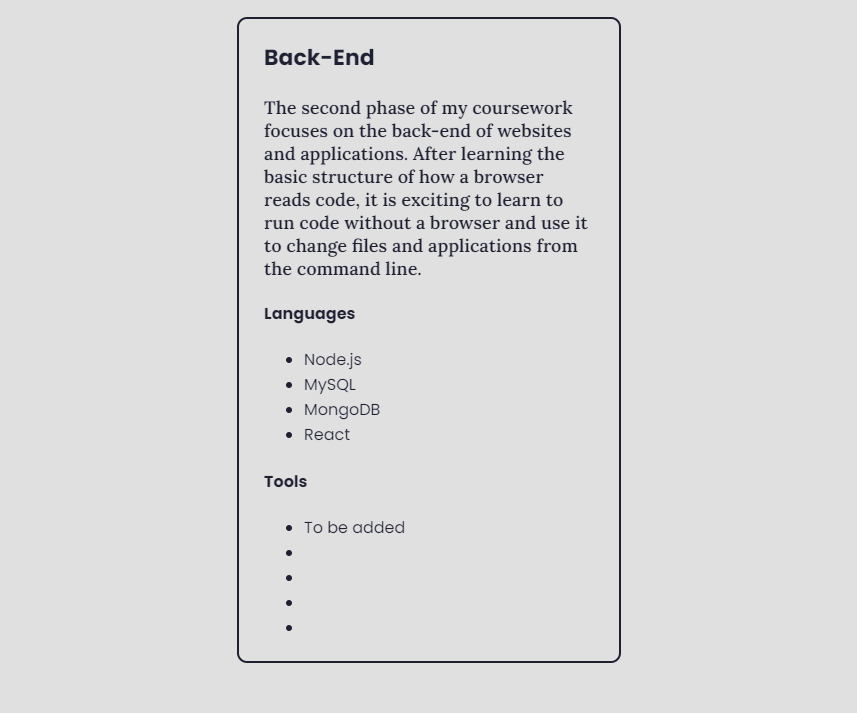 Back-End
The second phase of my coursework
focuses on the back-end of websites
and applications. After learning the
basic structure of how a browser
reads code, it is exciting to learn to
run code without a browser and use it
to change files and applications from
the command line.
Languages
• Node.js
• MySQL
• MongoDB
• React
Tools
• To be added
•
•
•
•